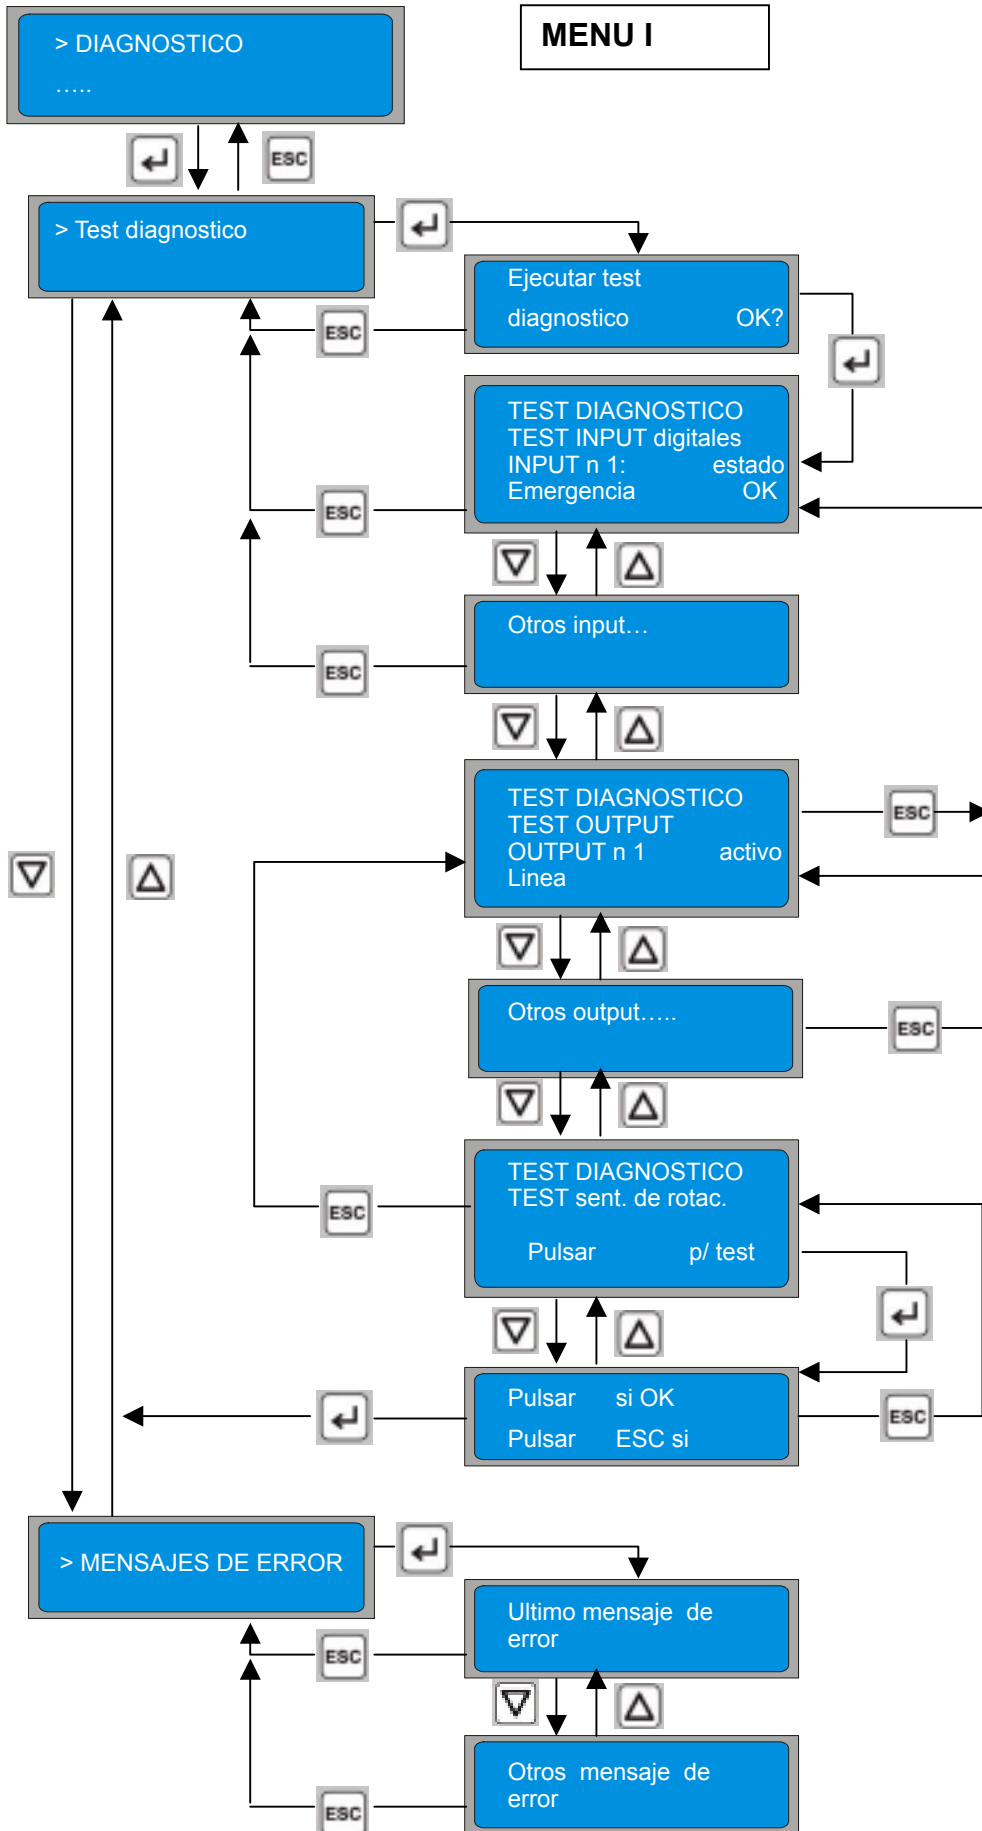 MENU I
> DIAGNOSTICO
…..
ESC
> Test diagnostico
Ejecutar test
diagnostico OK?
ESC
TEST DIAGNOSTICO
TEST INPUT digitales
INPUT n 1: estado
Emergencia OK
ESC
Otros input…
ESC
TEST DIAGNOSTICO
TEST OUTPUT
OUTPUT n 1 activo
Linea
ESC
Otros output…..
ESC
TEST DIAGNOSTICO
TEST sent. de rotac.
Pulsar p/ test
ESC
Pulsar si OK
Pulsar ESC si
ESC
> MENSAJES DE ERROR
Ultimo mensaje de
error
ESC
Otros mensaje de
error
ESC